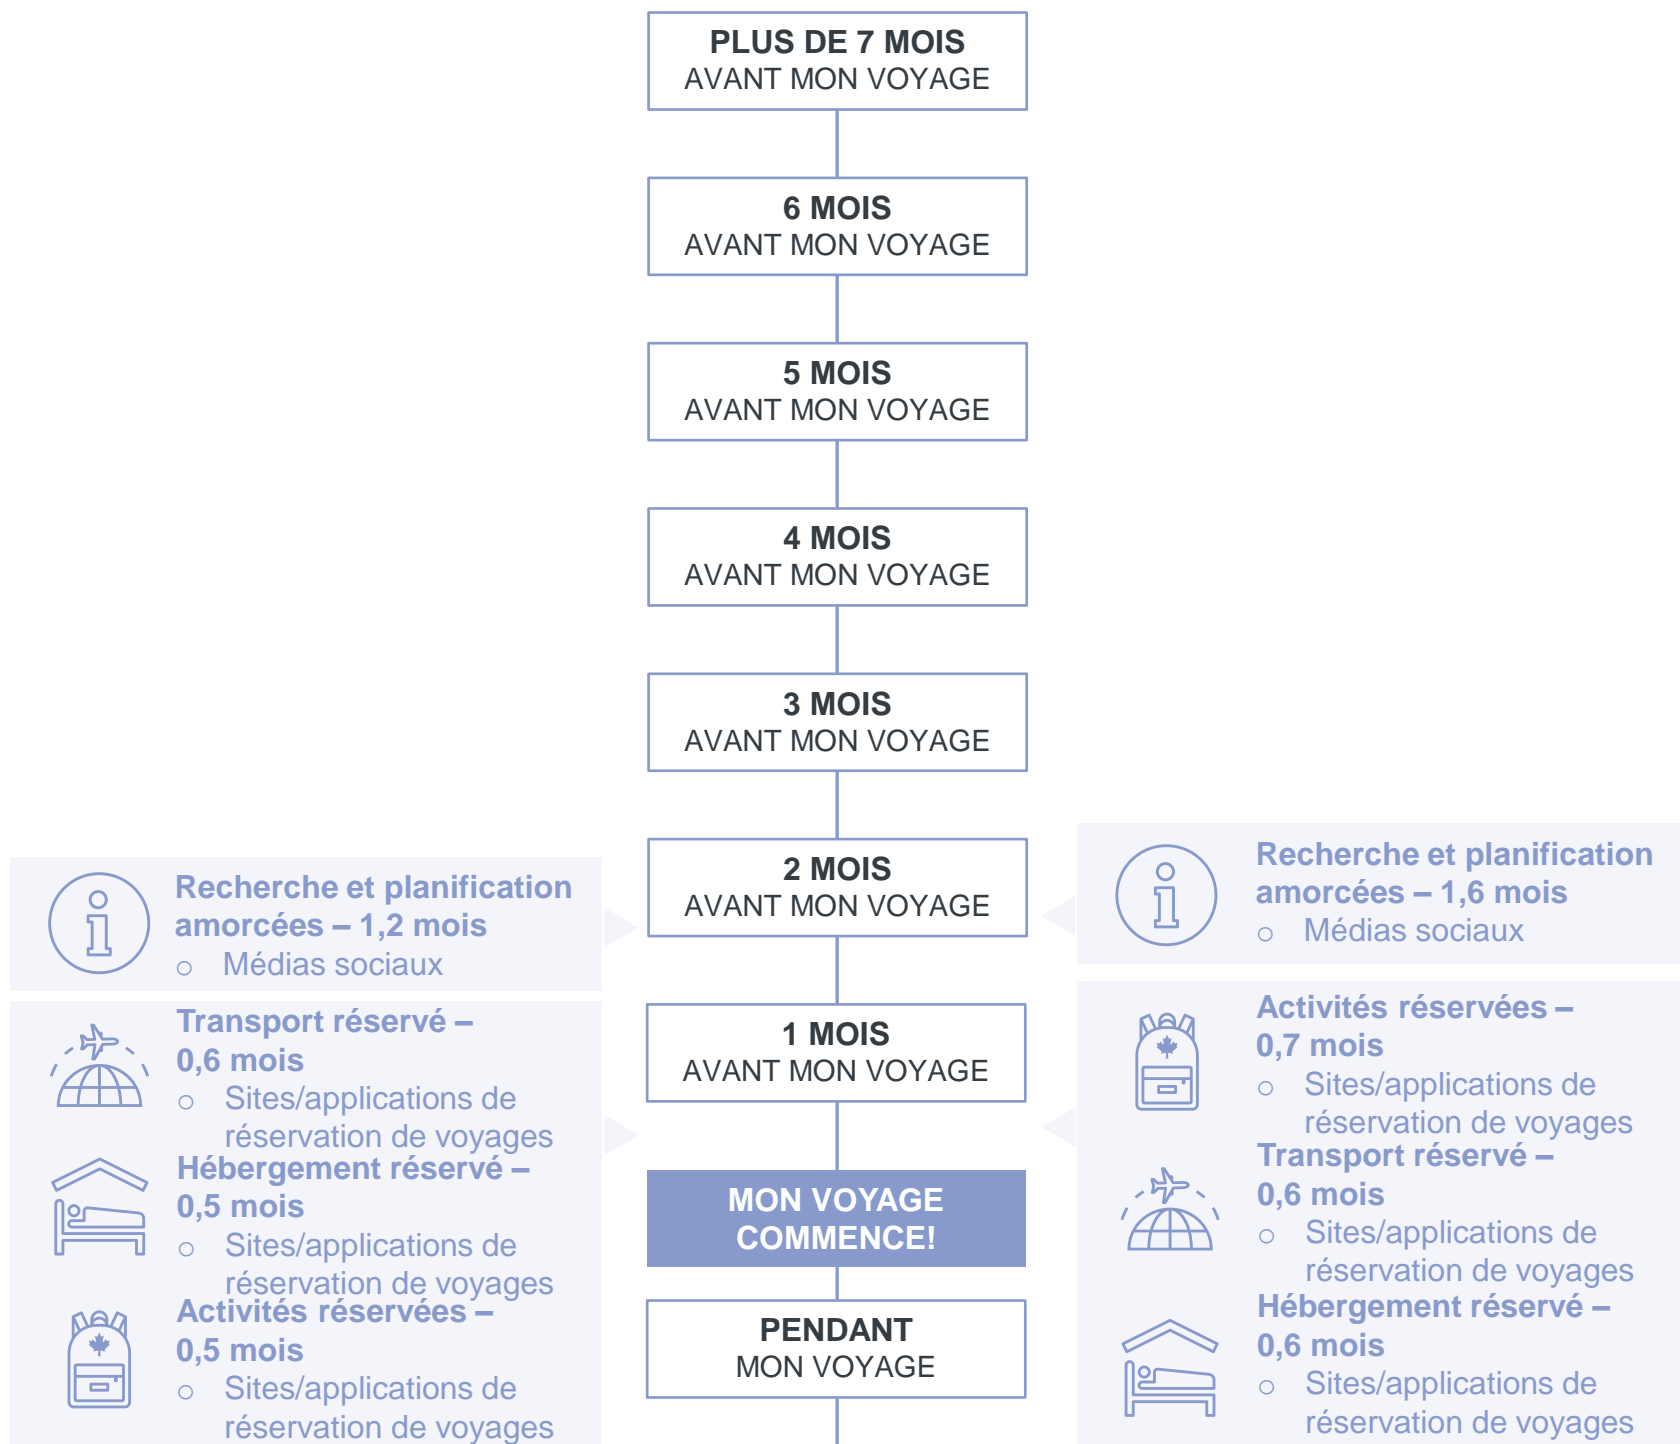 PLUS DE 7 MOIS
AVANT MON VOYAGE
6 MOIS
AVANT MON VOYAGE
5 MOIS
AVANT MON VOYAGE
4 MOIS
AVANT MON VOYAGE
3 MOIS
AVANT MON VOYAGE
2 MOIS
AVANT MON VOYAGE
1 MOIS
AVANT MON VOYAGE
MON VOYAGE
COMMENCE!
PENDANT
MON VOYAGE
Recherche et planification
amorcées – 1,2 mois
○ Médias sociaux
Transport réservé –
0,6 mois
○ Sites/applications de
réservation de voyages
Hébergement réservé –
0,5 mois
○ Sites/applications de
réservation de voyages
Activités réservées –
0,5 mois
○ Sites/applications de
réservation de voyages
Recherche et planification
amorcées – 1,6 mois
○ Médias sociaux
Activités réservées –
0,7 mois
○ Sites/applications de
réservation de voyages
Transport réservé –
0,6 mois
○ Sites/applications de
réservation de voyages
Hébergement réservé –
0,6 mois
○ Sites/applications de
réservation de voyages